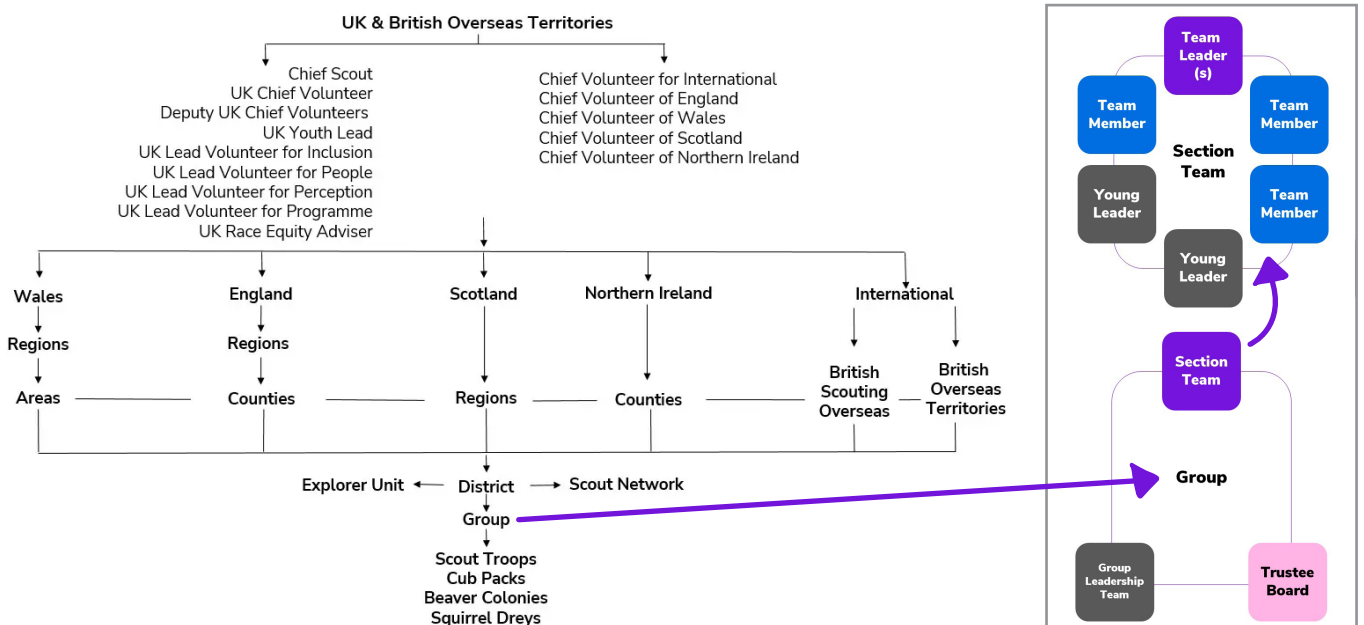 UK & British Overseas Territories
Chief Scout
UK Chief Volunteer
Deputy UK Chief Volunteers
UK Youth Lead
UK Lead Volunteer for Inclusion
UK Lead Volunteer for People
UK Lead Volunteer for Perception
UK Lead Volunteer for Programme
UK Race Equity Adviser
Chief Volunteer for International
Chief Volunteer of England
Chief Volunteer of Wales
Chief Volunteer of Scotland
Chief Volunteer of Northern Ireland
Wales
England
Scotland
Northern Ireland
International
Regions
Regions
Areas
Counties
Regions
Counties
British
Scouting
Overseas
British
Overseas
Territories
Explorer Unit
District
Scout Network
Group
Scout Troops
Cub Packs
Beaver Colonies
Squirrel Dreys
Team
Leader
(s)
Team
Member
Team
Member
Section
Team
Young
Leader
Team
Member
Young
Leader
Section
Team
Group
Group
Leadership
Team
Trustee
Board